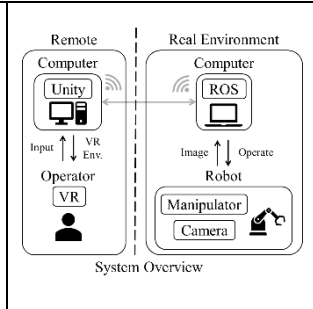 Remote
Real Environment
Computer
Unity
Computer
ROS
Input
VR
Env.
Image
Operate
Operator
VR
Robot
Manipulator
Camera
System Overview